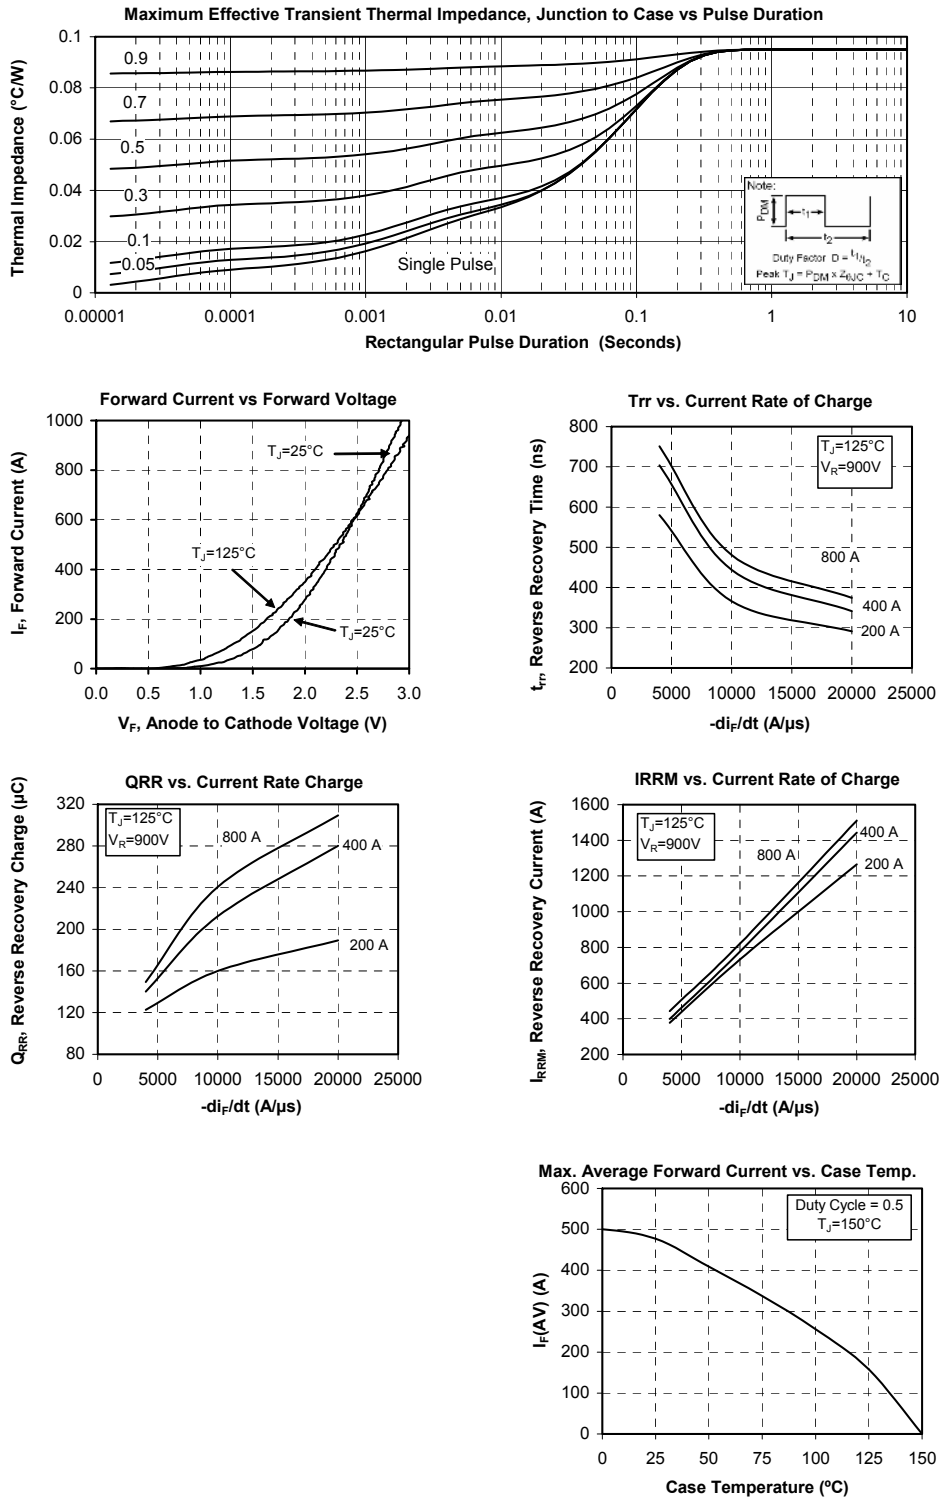 Maximum Effective Transient Thermal Impedance, Junction to Case vs Pulse Duration
Thermal Impedance (°C/W)
0.1
0.08
0.06
0.04
0.02
0
0.9
0.7
0.5
0.3
0.1
0.05
Single Pulse
Note:
PDM
t1
t2
Duty Factor D = t1/t2
Peak TJ = PDM x ZθJC + TC
0.00001
0.0001
0.001
0.01
0.1
1
10
Rectangular Pulse Duration (Seconds)
Forward Current vs Forward Voltage
IF, Forward Current (A)
1000
800
600
400
200
0
TJ=25°C
TJ=125°C
TJ=25°C
0.0
0.5
1.0
1.5
2.0
2.5
3.0
VF, Anode to Cathode Voltage (V)
Trr vs. Current Rate of Charge
trr, Reverse Recovery Time (ns)
800
700
600
500
400
300
200
TJ=125°C
VR=900V
800 A
400 A
200 A
0
5000
10000
15000
20000
25000
-diF/dt (A/µs)
QRR vs. Current Rate Charge
QRR, Reverse Recovery Charge (µC)
320
280
240
200
160
120
80
TJ=125°C
VR=900V
800 A
400 A
200 A
0
5000
10000
15000
20000
25000
-diF/dt (A/µs)
IRRM vs. Current Rate of Charge
IRRM, Reverse Recovery Current (A)
1600
1400
1200
1000
800
600
400
200
TJ=125°C
VR=900V
400 A
800 A
200 A
0
5000
10000
15000
20000
25000
-diF/dt (A/µs)
Max. Average Forward Current vs. Case Temp.
IF(AV) (A)
600
500
400
300
200
100
0
Duty Cycle = 0.5
TJ=150°C
0
25
50
75
100
125
150
Case Temperature (ºC)